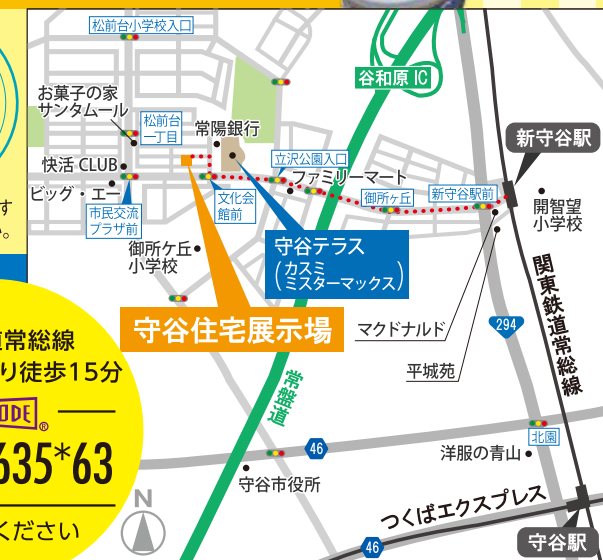 松前台小学校入口
谷和原 IC
お菓子の家
サンタムール
松前台
一丁目
常陽銀行
新守谷駅
立沢公園入口
快活 CLUB
ファミリーマート
ビッグ・エー
文化会
館前
御所ケ丘
新守谷駅前
開智望
小学校
す
い。
市民交流
プラザ前
守谷テラス
(カスミ
ミスターマックス)
御所ケ丘
小学校
関東鉄道常総線
守谷住宅展示場
マクドナルド
294
常総線
り徒歩15分
平城苑
常磐道
ODE®
635*63
46
北園
洋服の青山
守谷市役所
N
ください
つくばエクスプレス
46
守谷駅